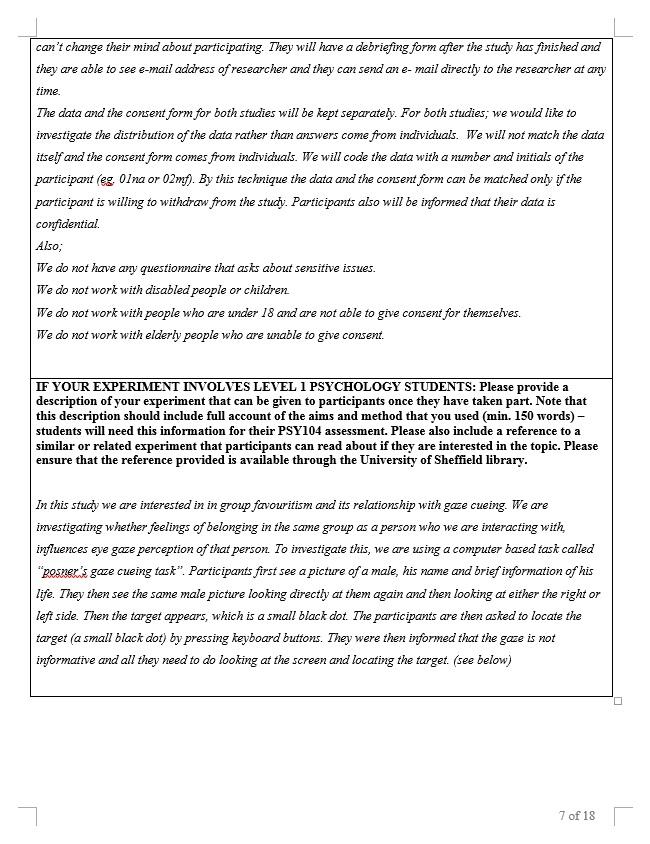 can't change their mind about participating. They will have a debriefing form after the study has finished and
they are able to see e-mail address of researcher and they can send an e- mail directly to the researcher at any
time.
The data and the consent form for both studies will be kept separately. For both studies; we would like to
investigate the distribution of the data rather than answers come from individuals.  We will not match the data
itself and the consent form comes from individuals. We will code the data with a number and initials of the
participant (eg, 01na or 02mf). By this technique the data and the consent form can be matched only if the
participant is willing to withdraw from the study. Participants also will be informed that their data is
confidential.
Also;
We do not have any questionnaire that asks about sensitive issues.
We do not work with disabled people or children.
We do not work with people who are under 18 and are not able to give consent for themselves.
We do not work with elderly people who are unable to give consent.
IF YOUR EXPERIMENT INVOLVES LEVEL 1 PSYCHOLOGY STUDENTS: Please provide a
description of your experiment that can be given to participants once they have taken part. Note that
this description should include full account of the aims and method that you used (min. 150 words) –
students will need this information for their PSY104 assessment. Please also include a reference to a
similar or related experiment that participants can read about if they are interested in the topic. Please
ensure that the reference provided is available through the University of Sheffield library.
In this study we are interested in in group favouritism and its relationship with gaze cueing. We are
investigating whether feelings of belonging in the same group as a person who we are interacting with,
influences eye gaze perception of that person. To investigate this, we are using a computer based task called
“posner’s gaze cueing task”. Participants first see a picture of a male, his name and brief information of his
life. They then see the same male picture looking directly at them again and then looking at either the right or
left side. Then the target appears, which is a small black dot. The participants are then asked to locate the
target (a small black dot) by pressing keyboard buttons. They were then informed that the gaze is not
informative and all they need to do looking at the screen and locating the target. (see below)
7 of 18